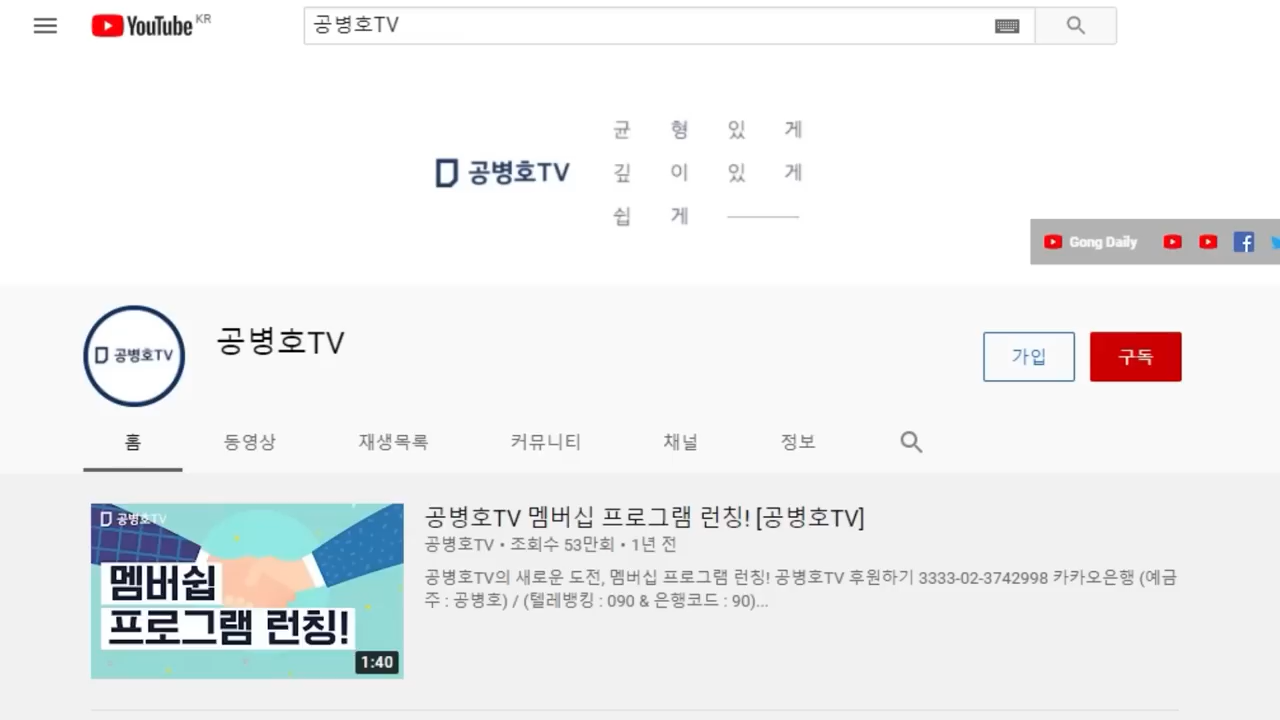 YouTube KR
공병호TV
균 형 있 게
공병호TV
깊 이 있 게
쉽 게
Gong Daily
공병호TV
공병호TV
가입
구독
홈 동영상 재생목록 커뮤니티 채널 정보
공병호TV
멤버쉽
프로그램 런칭!
1:40
공병호TV 멤버십 프로그램 런칭! [공병호TV]
공병호TV • 조회수 53만회 • 1년 전
공병호TV의 새로운 도전, 멤버십 프로그램 런칭! 공병호TV 후원하기 3333-02-3742998 카카오은행 (예금
주 : 공병호) / (텔레뱅킹 : 090 & 은행코드 : 90)...